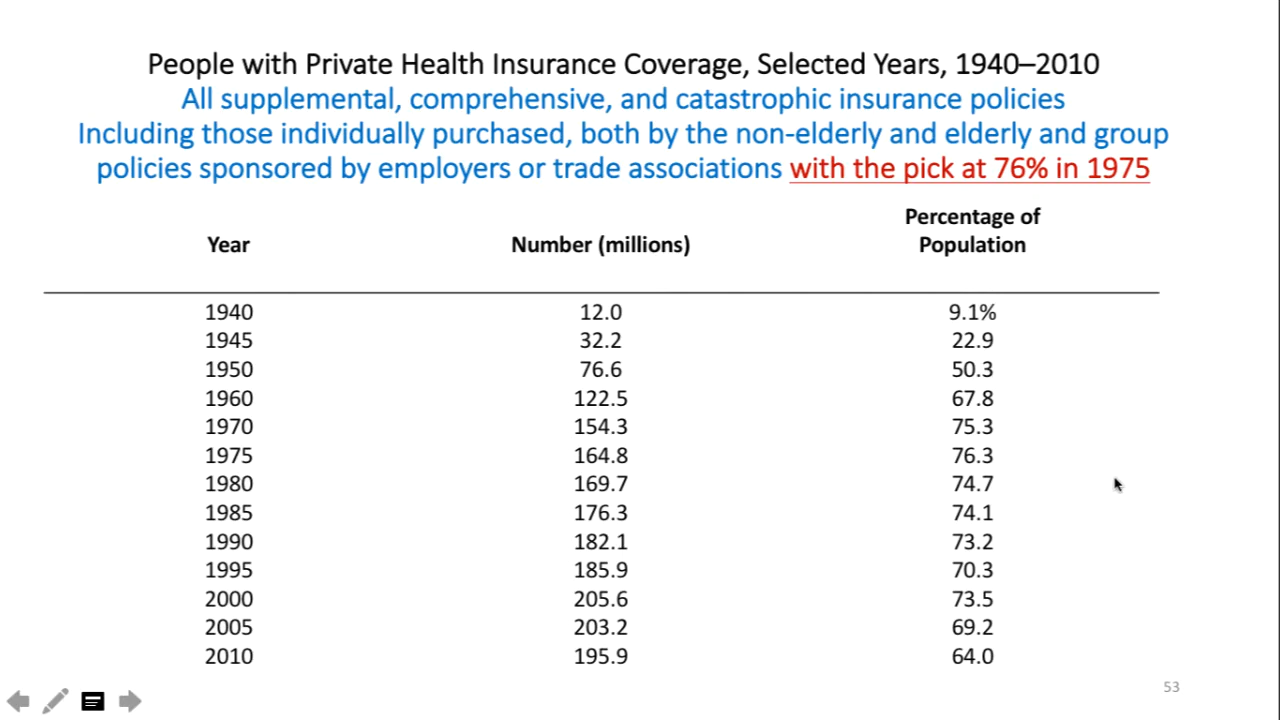 People with Private Health Insurance Coverage, Selected Years, 1940–2010
All supplemental, comprehensive, and catastrophic insurance policies
Including those individually purchased, both by the non-elderly and elderly and group
policies sponsored by employers or trade associations with the pick at 76% in 1975
Year Number (millions) Percentage of Population
1940 12.0 9.1%
1945 32.2 22.9
1950 76.6 50.3
1960 122.5 67.8
1970 154.3 75.3
1975 164.8 76.3
1980 169.7 74.7
1985 176.3 74.1
1990 182.1 73.2
1995 185.9 70.3
2000 205.6 73.5
2005 203.2 69.2
2010 195.9 64.0
53